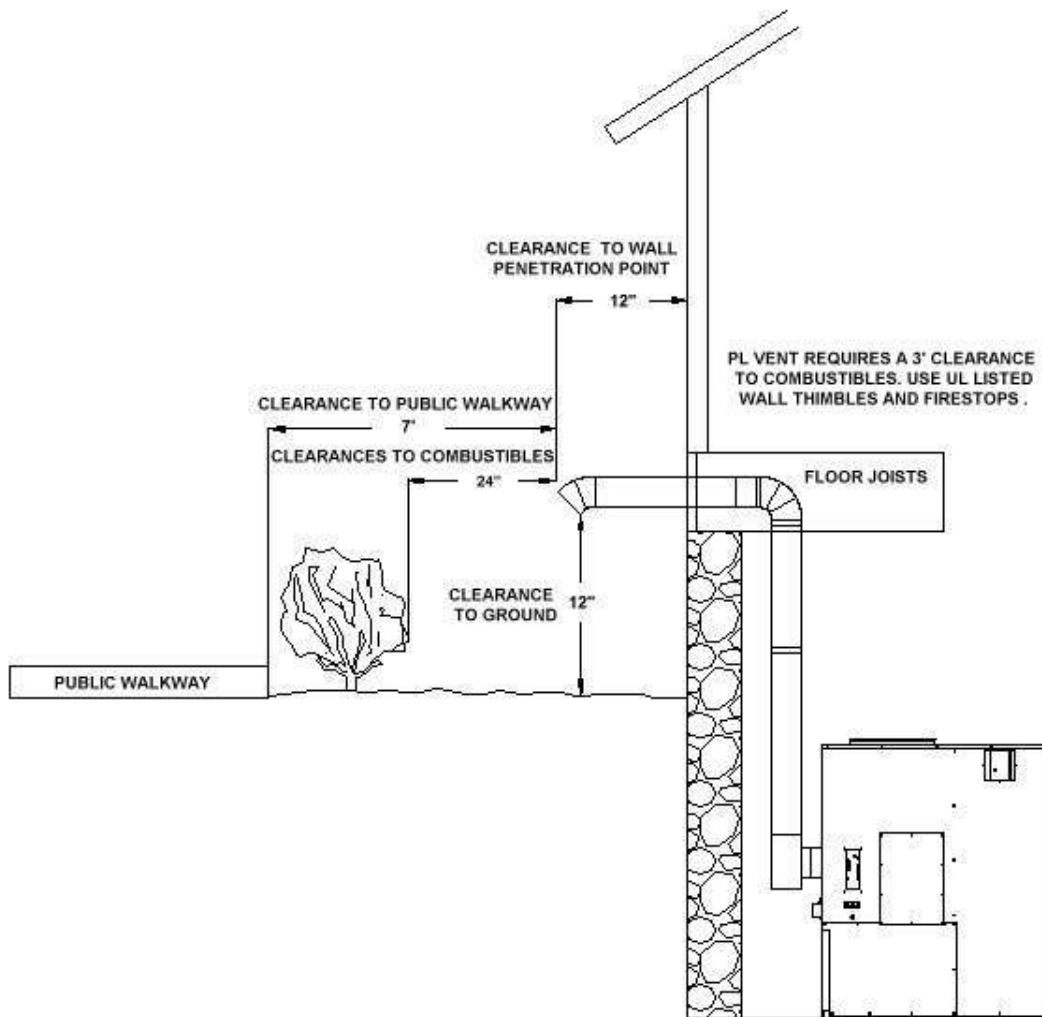 CLEARANCE TO WALL
PENETRATION POINT
12"
PL VENT REQUIRES A 3' CLEARANCE
TO COMBUSTIBLES. USE UL LISTED
WALL THIMBLES AND FIRESTOPS .
CLEARANCE TO PUBLIC WALKWAY
7'
CLEARANCES TO COMBUSTIBLES
24"
FLOOR JOISTS
CLEARANCE
TO GROUND
12"
PUBLIC WALKWAY